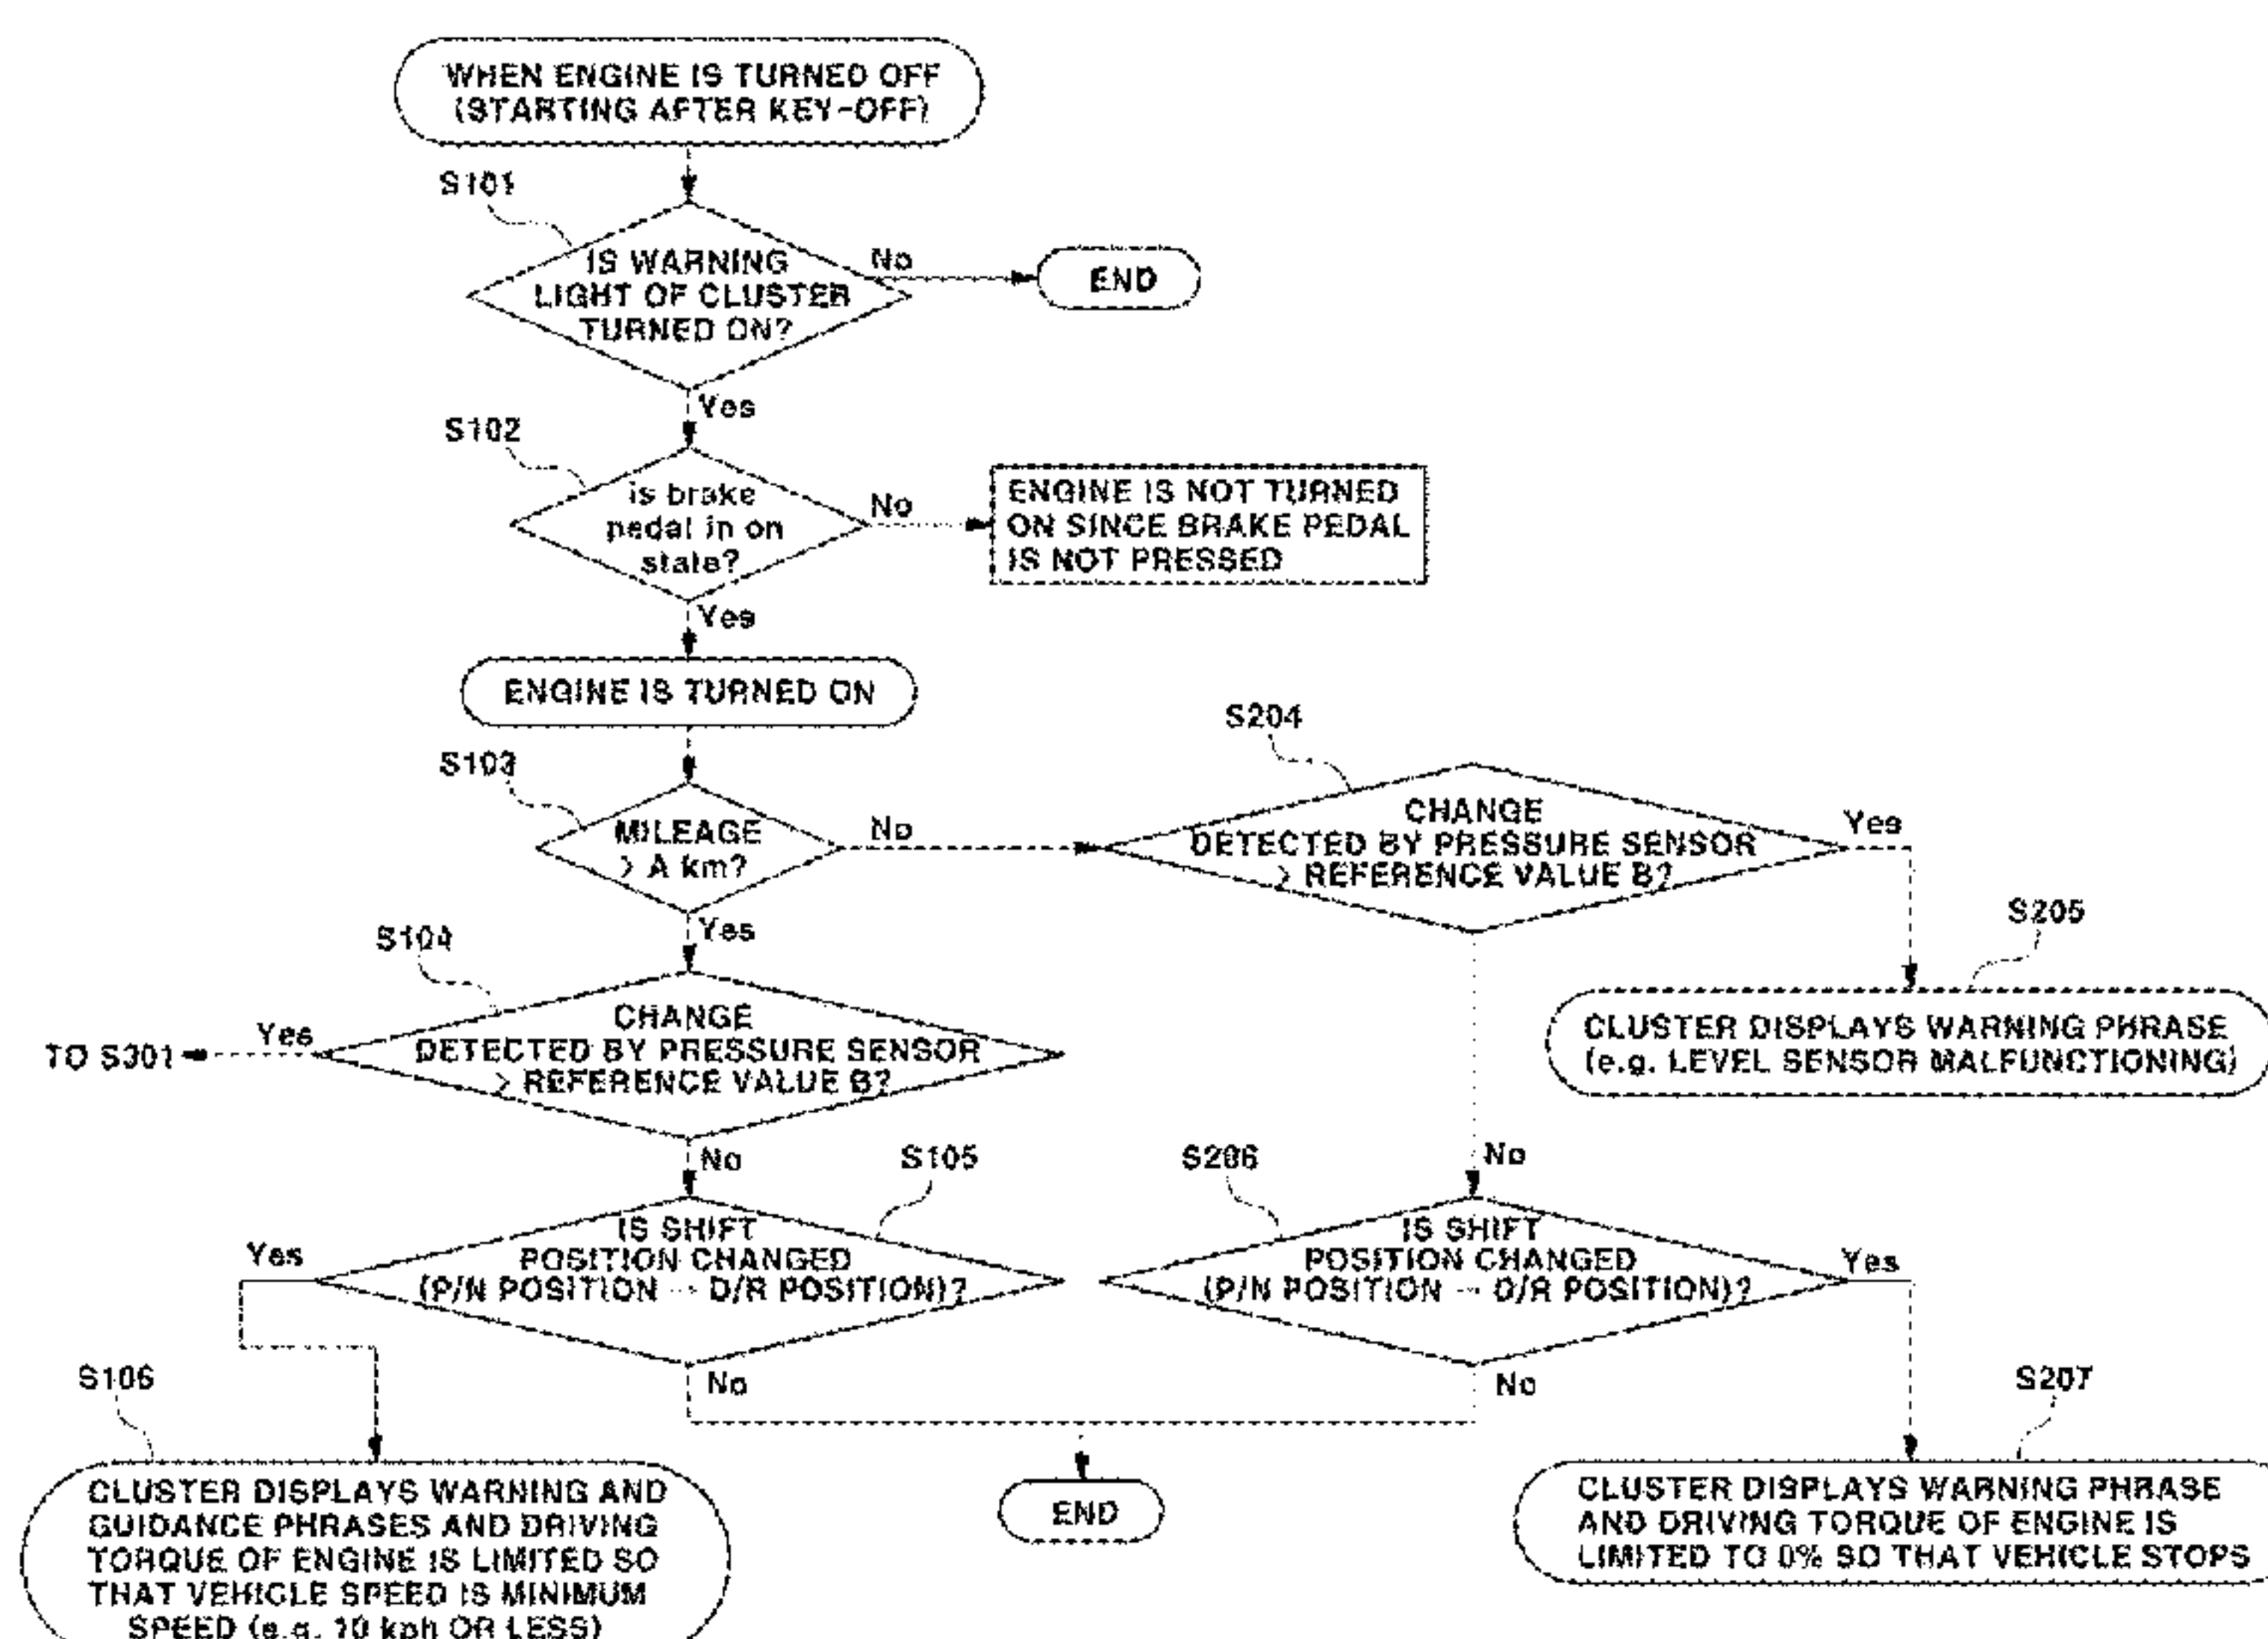 WHEN ENGINE IS TURNED OFF
(STARTING AFTER KEY-OFF)
S101
IS WARNING
LIGHT OF CLUSTER
TURNED ON?
No
END
Yes
S102
is brake
pedal in on
state?
No
ENGINE IS NOT TURNED
ON SINCE BRAKE PEDAL
IS NOT PRESSED
Yes
ENGINE IS TURNED ON
S103
MILEAGE
> A km?
No
S204
CHANGE
DETECTED BY PRESSURE SENSOR
> REFERENCE VALUE B?
Yes
S205
CLUSTER DISPLAYS WARNING PHRASE
(e.g. LEVEL SENSOR MALFUNCTIONING)
Yes
S104
CHANGE
DETECTED BY PRESSURE SENSOR
> REFERENCE VALUE B?
Yes
TO S301
No
S105
IS SHIFT
POSITION CHANGED
(P/N POSITION → D/R POSITION)?
Yes
No
S206
IS SHIFT
POSITION CHANGED
(P/N POSITION → D/R POSITION)?
Yes
No
No
S106
CLUSTER DISPLAYS WARNING AND
GUIDANCE PHRASES AND DRIVING
TORQUE OF ENGINE IS LIMITED SO
THAT VEHICLE SPEED IS MINIMUM
SPEED (e.g. 10 kph OR LESS)
END
S207
CLUSTER DISPLAYS WARNING PHRASE
AND DRIVING TORQUE OF ENGINE IS
LIMITED TO 0% SO THAT VEHICLE STOPS